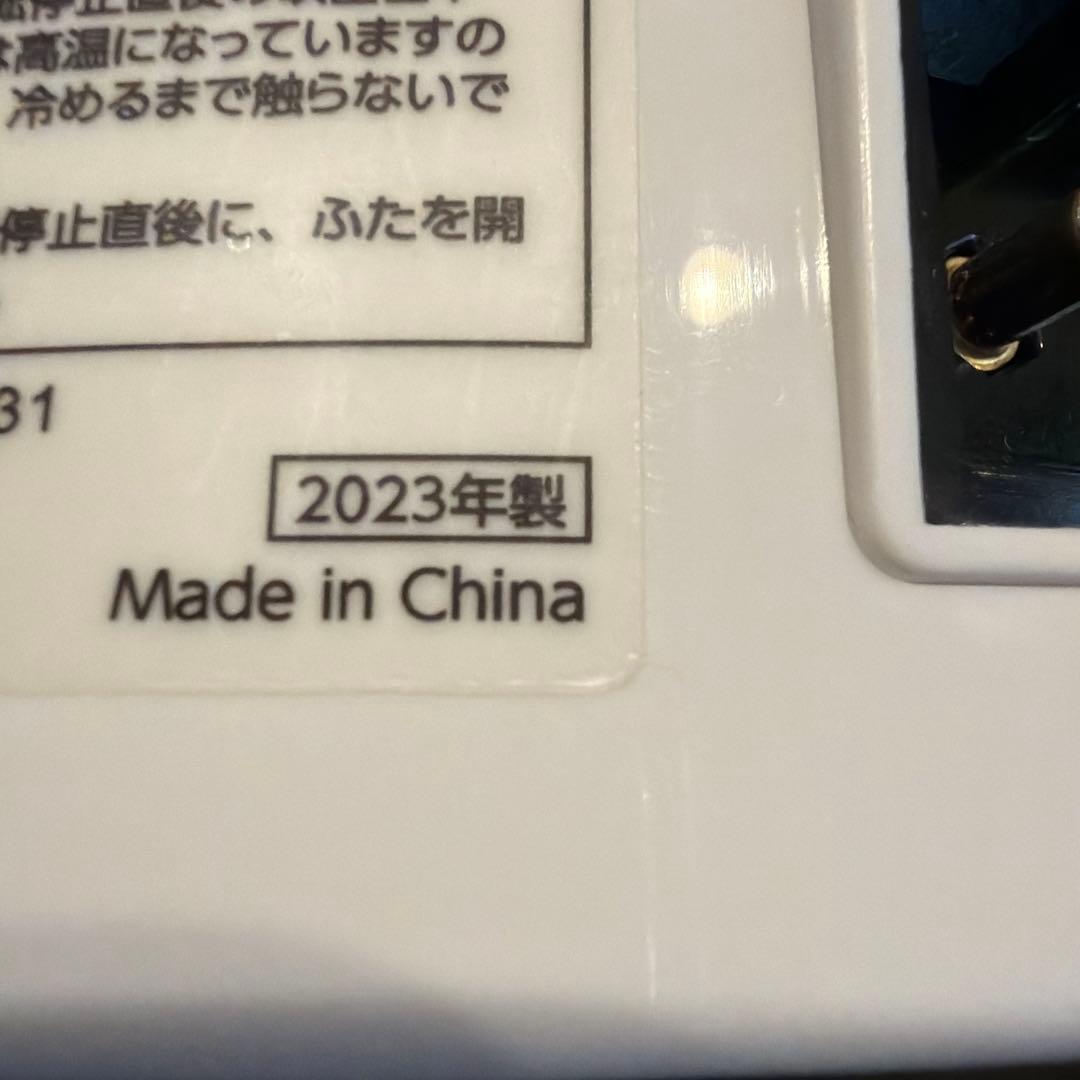 は高温になっていますの
冷めるまで触らないで
停止直後に、ふたを開
31
2023年製
Made in China